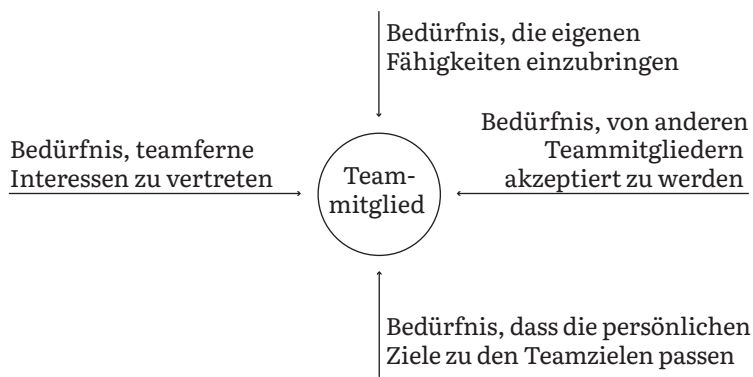 Bedürfnis, die eigenen
Fähigkeiten einzubringen
Bedürfnis, teamferne
Interessen zu vertreten
Team-
mitglied
Bedürfnis, von anderen
Teammitgliedern
akzeptiert zu werden
Bedürfnis, dass die persönlichen
Ziele zu den Teamzielen passen